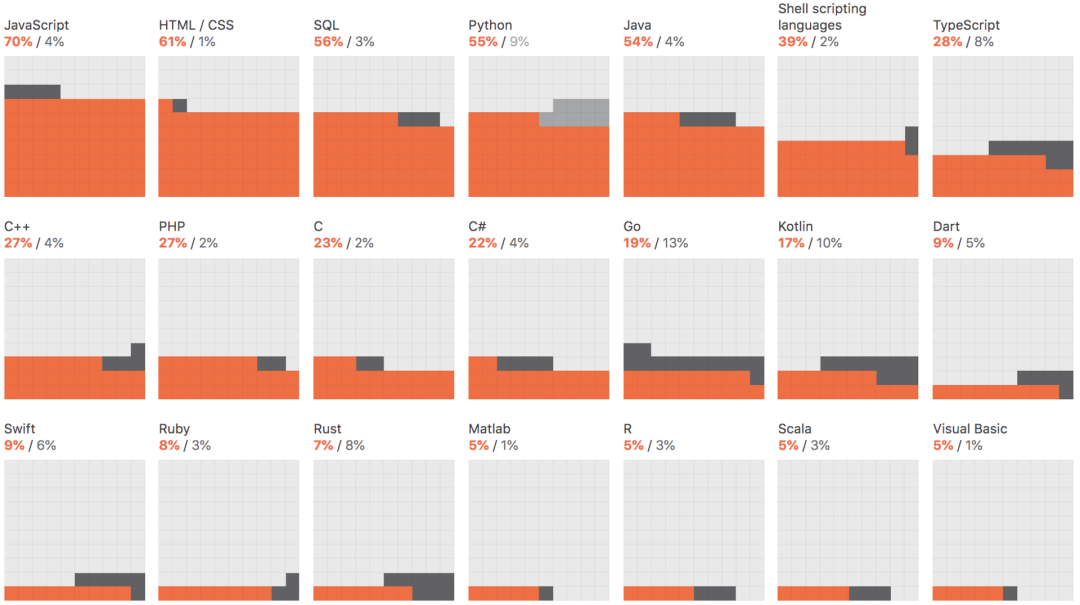 JavaScript
70% / 4%
HTML / CSS
61% / 1%
SQL
56% / 3%
Python
55% / 9%
Java
54% / 4%
Shell scripting
languages
39% / 2%
TypeScript
28% / 8%
C++
27% / 4%
PHP
27% / 2%
C
23% / 2%
C#
22% / 4%
Go
19% / 13%
Kotlin
17% / 10%
Dart
9% / 5%
Swift
9% / 6%
Ruby
8% / 3%
Rust
7% / 8%
Matlab
5% / 1%
R
5% / 3%
Scala
5% / 3%
Visual Basic
5% / 1%